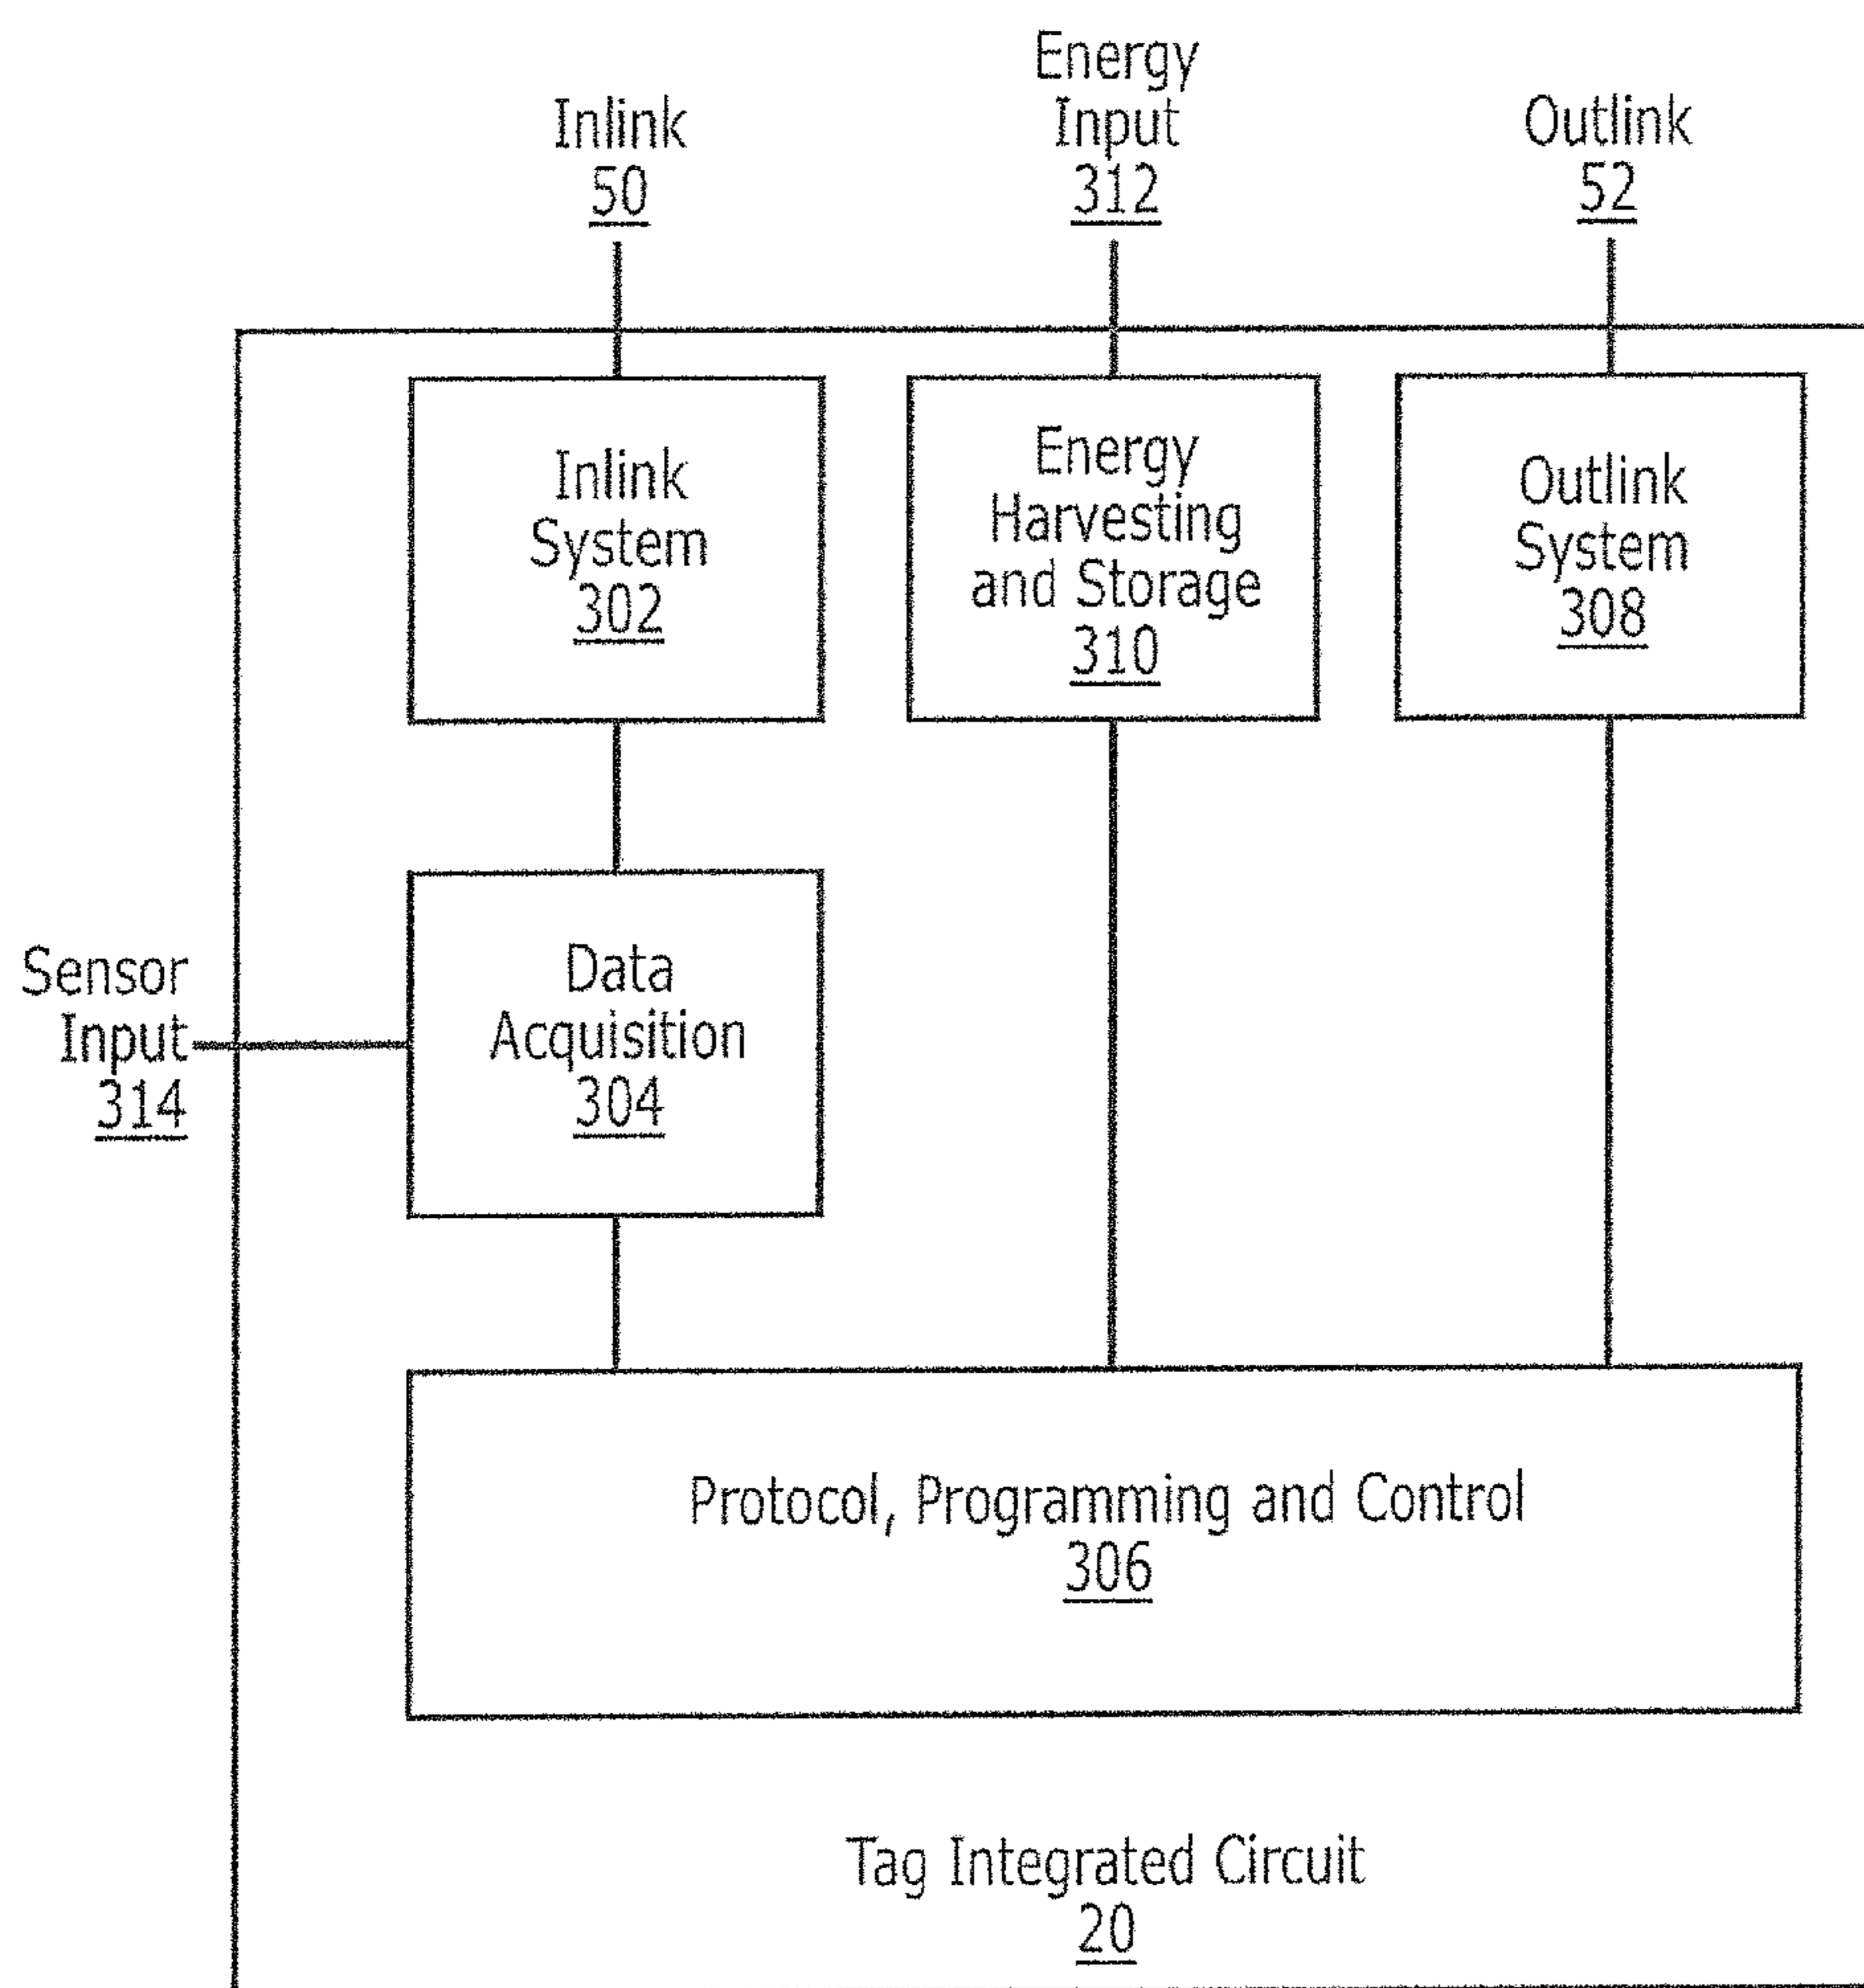 Inlink
50
Energy
Input
312
Outlink
52
Inlink
System
302
Energy
Harvesting
and Storage
310
Outlink
System
308
Sensor
Input
314
Data
Acquisition
304
Protocol, Programming and Control
306
Tag Integrated Circuit
20